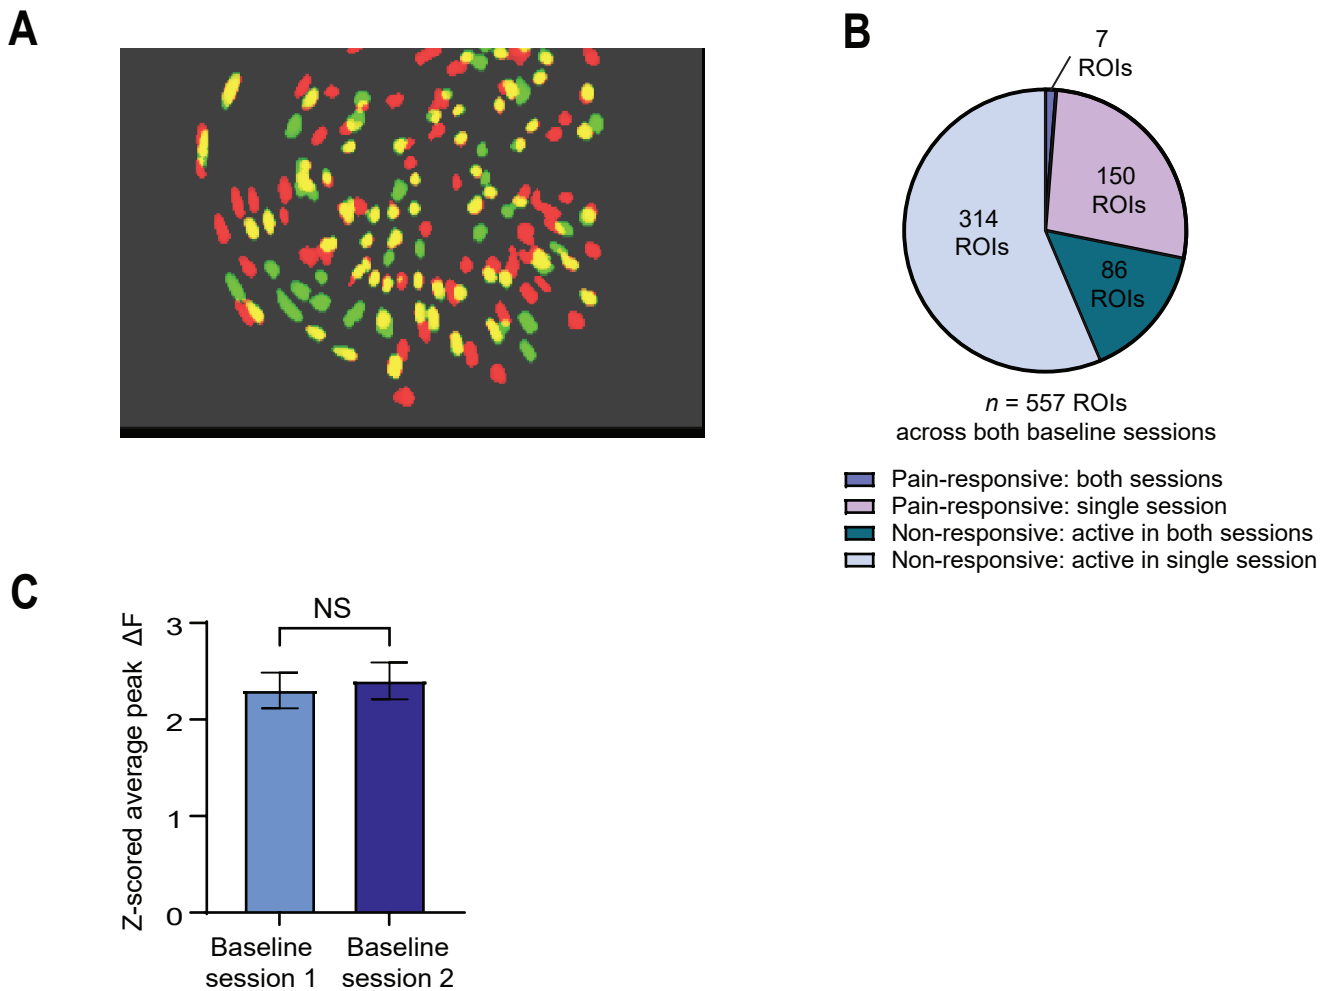 A
B
7
ROIs
150
ROIs
314
ROIs
86
ROIs
n = 557 ROIs
across both baseline sessions
Pain-responsive: both sessions
Pain-responsive: single session
Non-responsive: active in both sessions
Non-responsive: active in single session
C
NS
Z-scored average peak ΔF
3
2
1
0
Baseline
session 1
Baseline
session 2